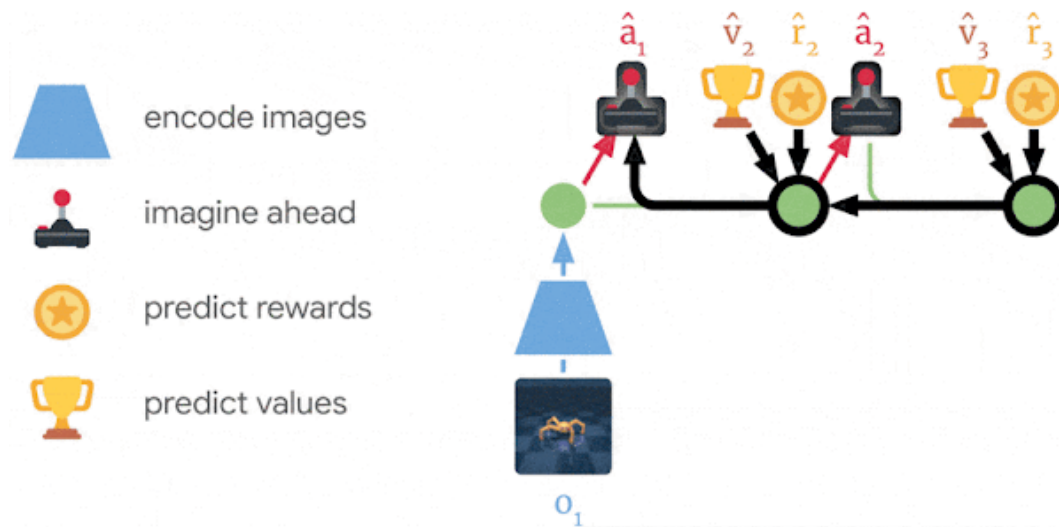 encode images
imagine ahead
predict rewards
predict values
â₁ v̂₂ r̂₂ â₂ v̂₃ r̂₃
o₁